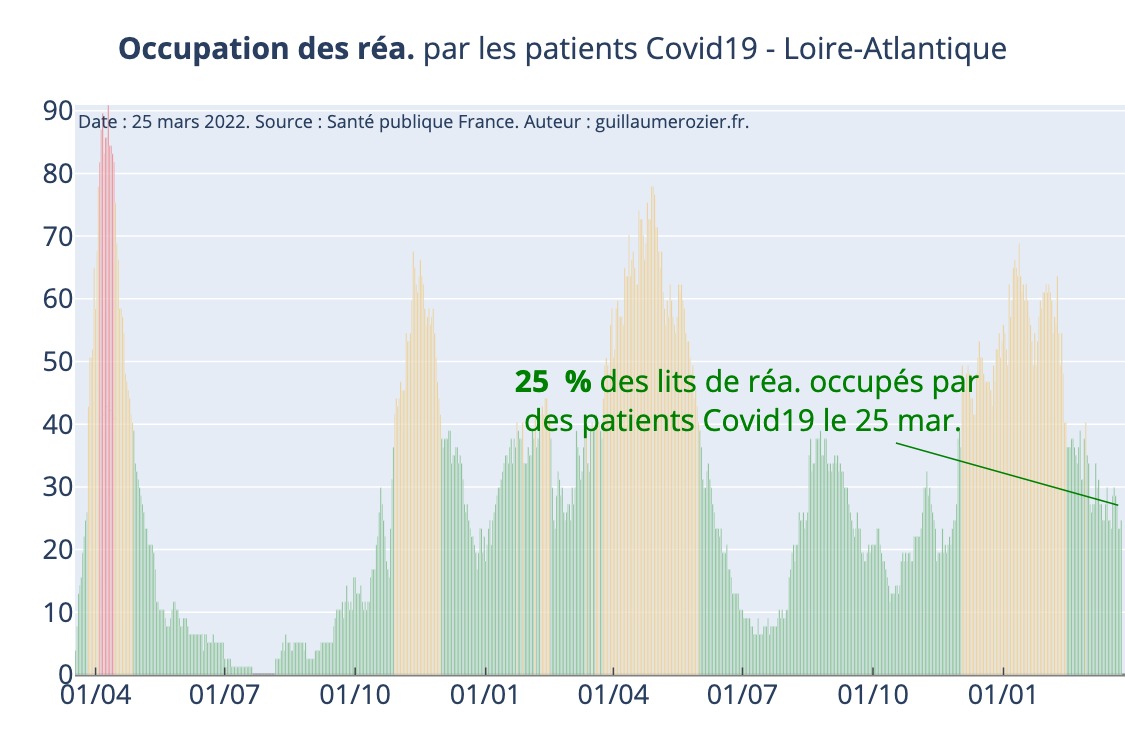 Occupation des réa. par les patients Covid19 - Loire-Atlantique
90
Date : 25 mars 2022. Source : Santé publique France. Auteur : guillaumerozier.fr.
80
70
60
50
25 % des lits de réa. occupés par
des patients Covid19 le 25 mar.
40
30
20
10
0
01/04 01/07 01/10 01/01 01/04 01/07 01/10 01/01